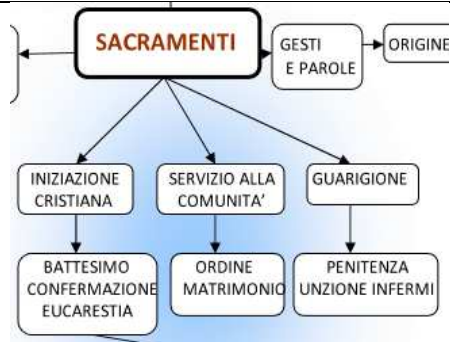 SACRAMENTI
GESTI
E PAROLE
ORIGINE
INIZIAZIONE
CRISTIANA
SERVIZIO ALLA
COMUNITA'
GUARIGIONE
BATTESIMO
CONFERMAZIONE
EUCARESTIA
ORDINE
MATRIMONIO
PENITENZA
UNZIONE INFERMI